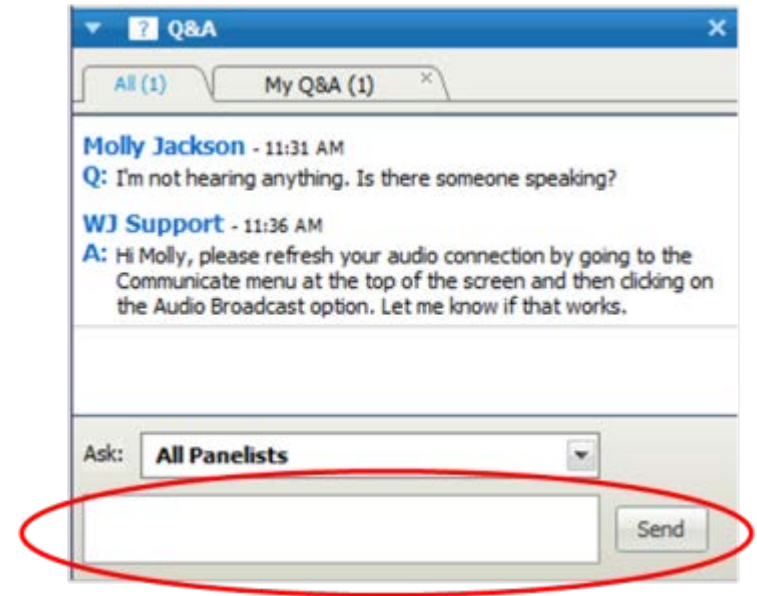 ? Q&A
All (1) My Q&A (1)
Molly Jackson - 11:31 AM
Q: I'm not hearing anything. Is there someone speaking?
WJ Support - 11:36 AM
A: Hi Molly, please refresh your audio connection by going to the
Communicate menu at the top of the screen and then clicking on
the Audio Broadcast option. Let me know if that works.
Ask: All Panelists
Send